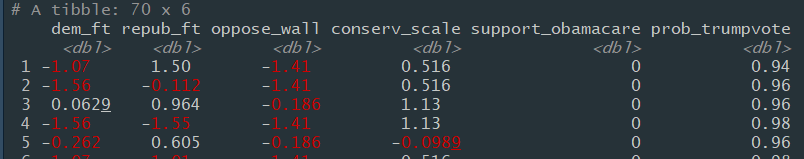 # A tibble: 70 x 6
dem_ft repub_ft oppose_wall conserv_scale support_obamacare prob_trumpvote
<dbl> <dbl> <dbl> <dbl> <dbl> <dbl>
1 -1.07 1.50 -1.41 0.516 0 0.94
2 -1.56 -0.112 -1.41 0.516 0 0.96
3 0.0629 0.964 -0.186 1.13 0 0.96
4 -1.56 -1.55 -1.41 1.13 0 0.98
5 -0.262 0.605 -0.186 -0.0989 0 0.96